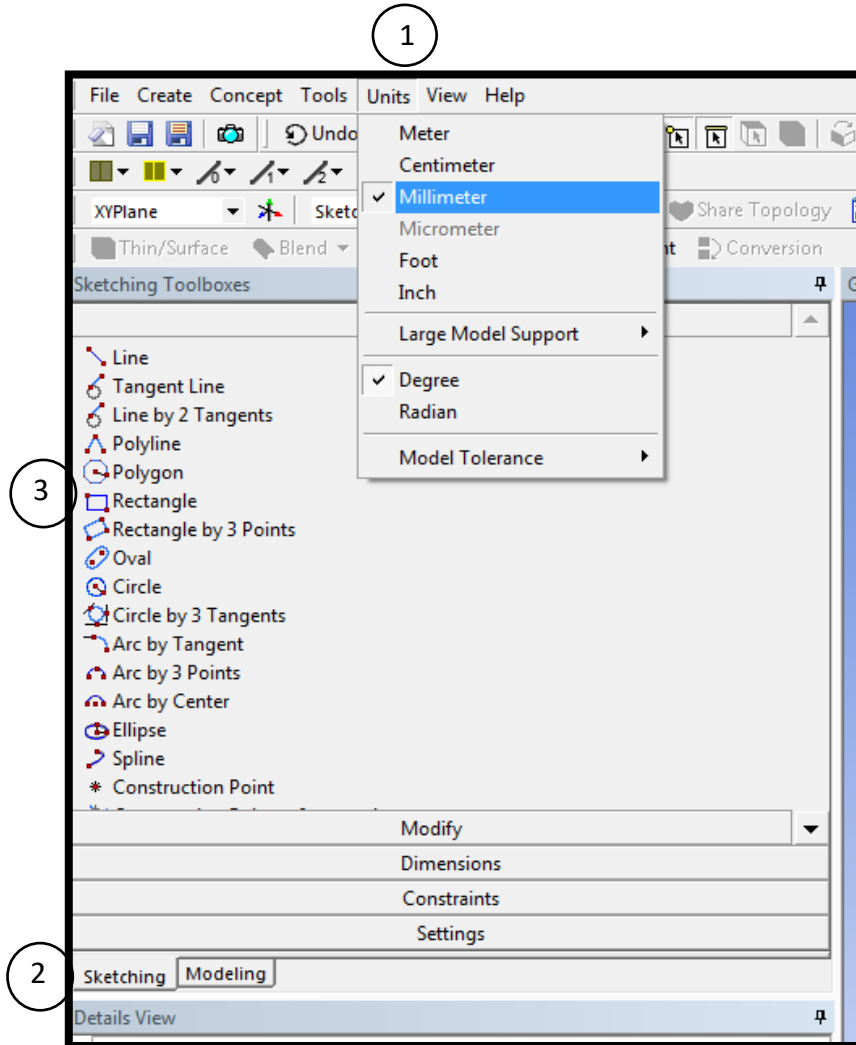 1
File Create Concept Tools Units View Help
Undo
Meter
Centimeter
Millimeter
XYPlane
Share Topology
Micrometer
Thin/Surface Blend
Conversion
Foot
Sketching Toolboxes
Inch
Large Model Support
Line
Degree
Tangent Line
Radian
Line by 2 Tangents
Polyline
Model Tolerance
Polygon
3
Rectangle
Rectangle by 3 Points
Oval
Circle
Circle by 3 Tangents
Arc by Tangent
Arc by 3 Points
Arc by Center
Ellipse
Spline
Construction Point
Modify
Dimensions
Constraints
Settings
2
Sketching Modeling
Details View